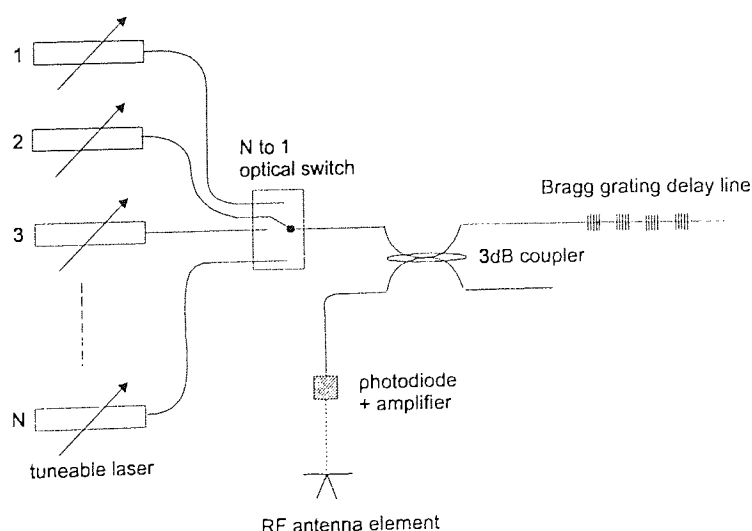 1
2
N to 1
optical switch
Bragg grating delay line
3
3dB coupler
photodiode
+ amplifier
N
tuneable laser
RF antenna element